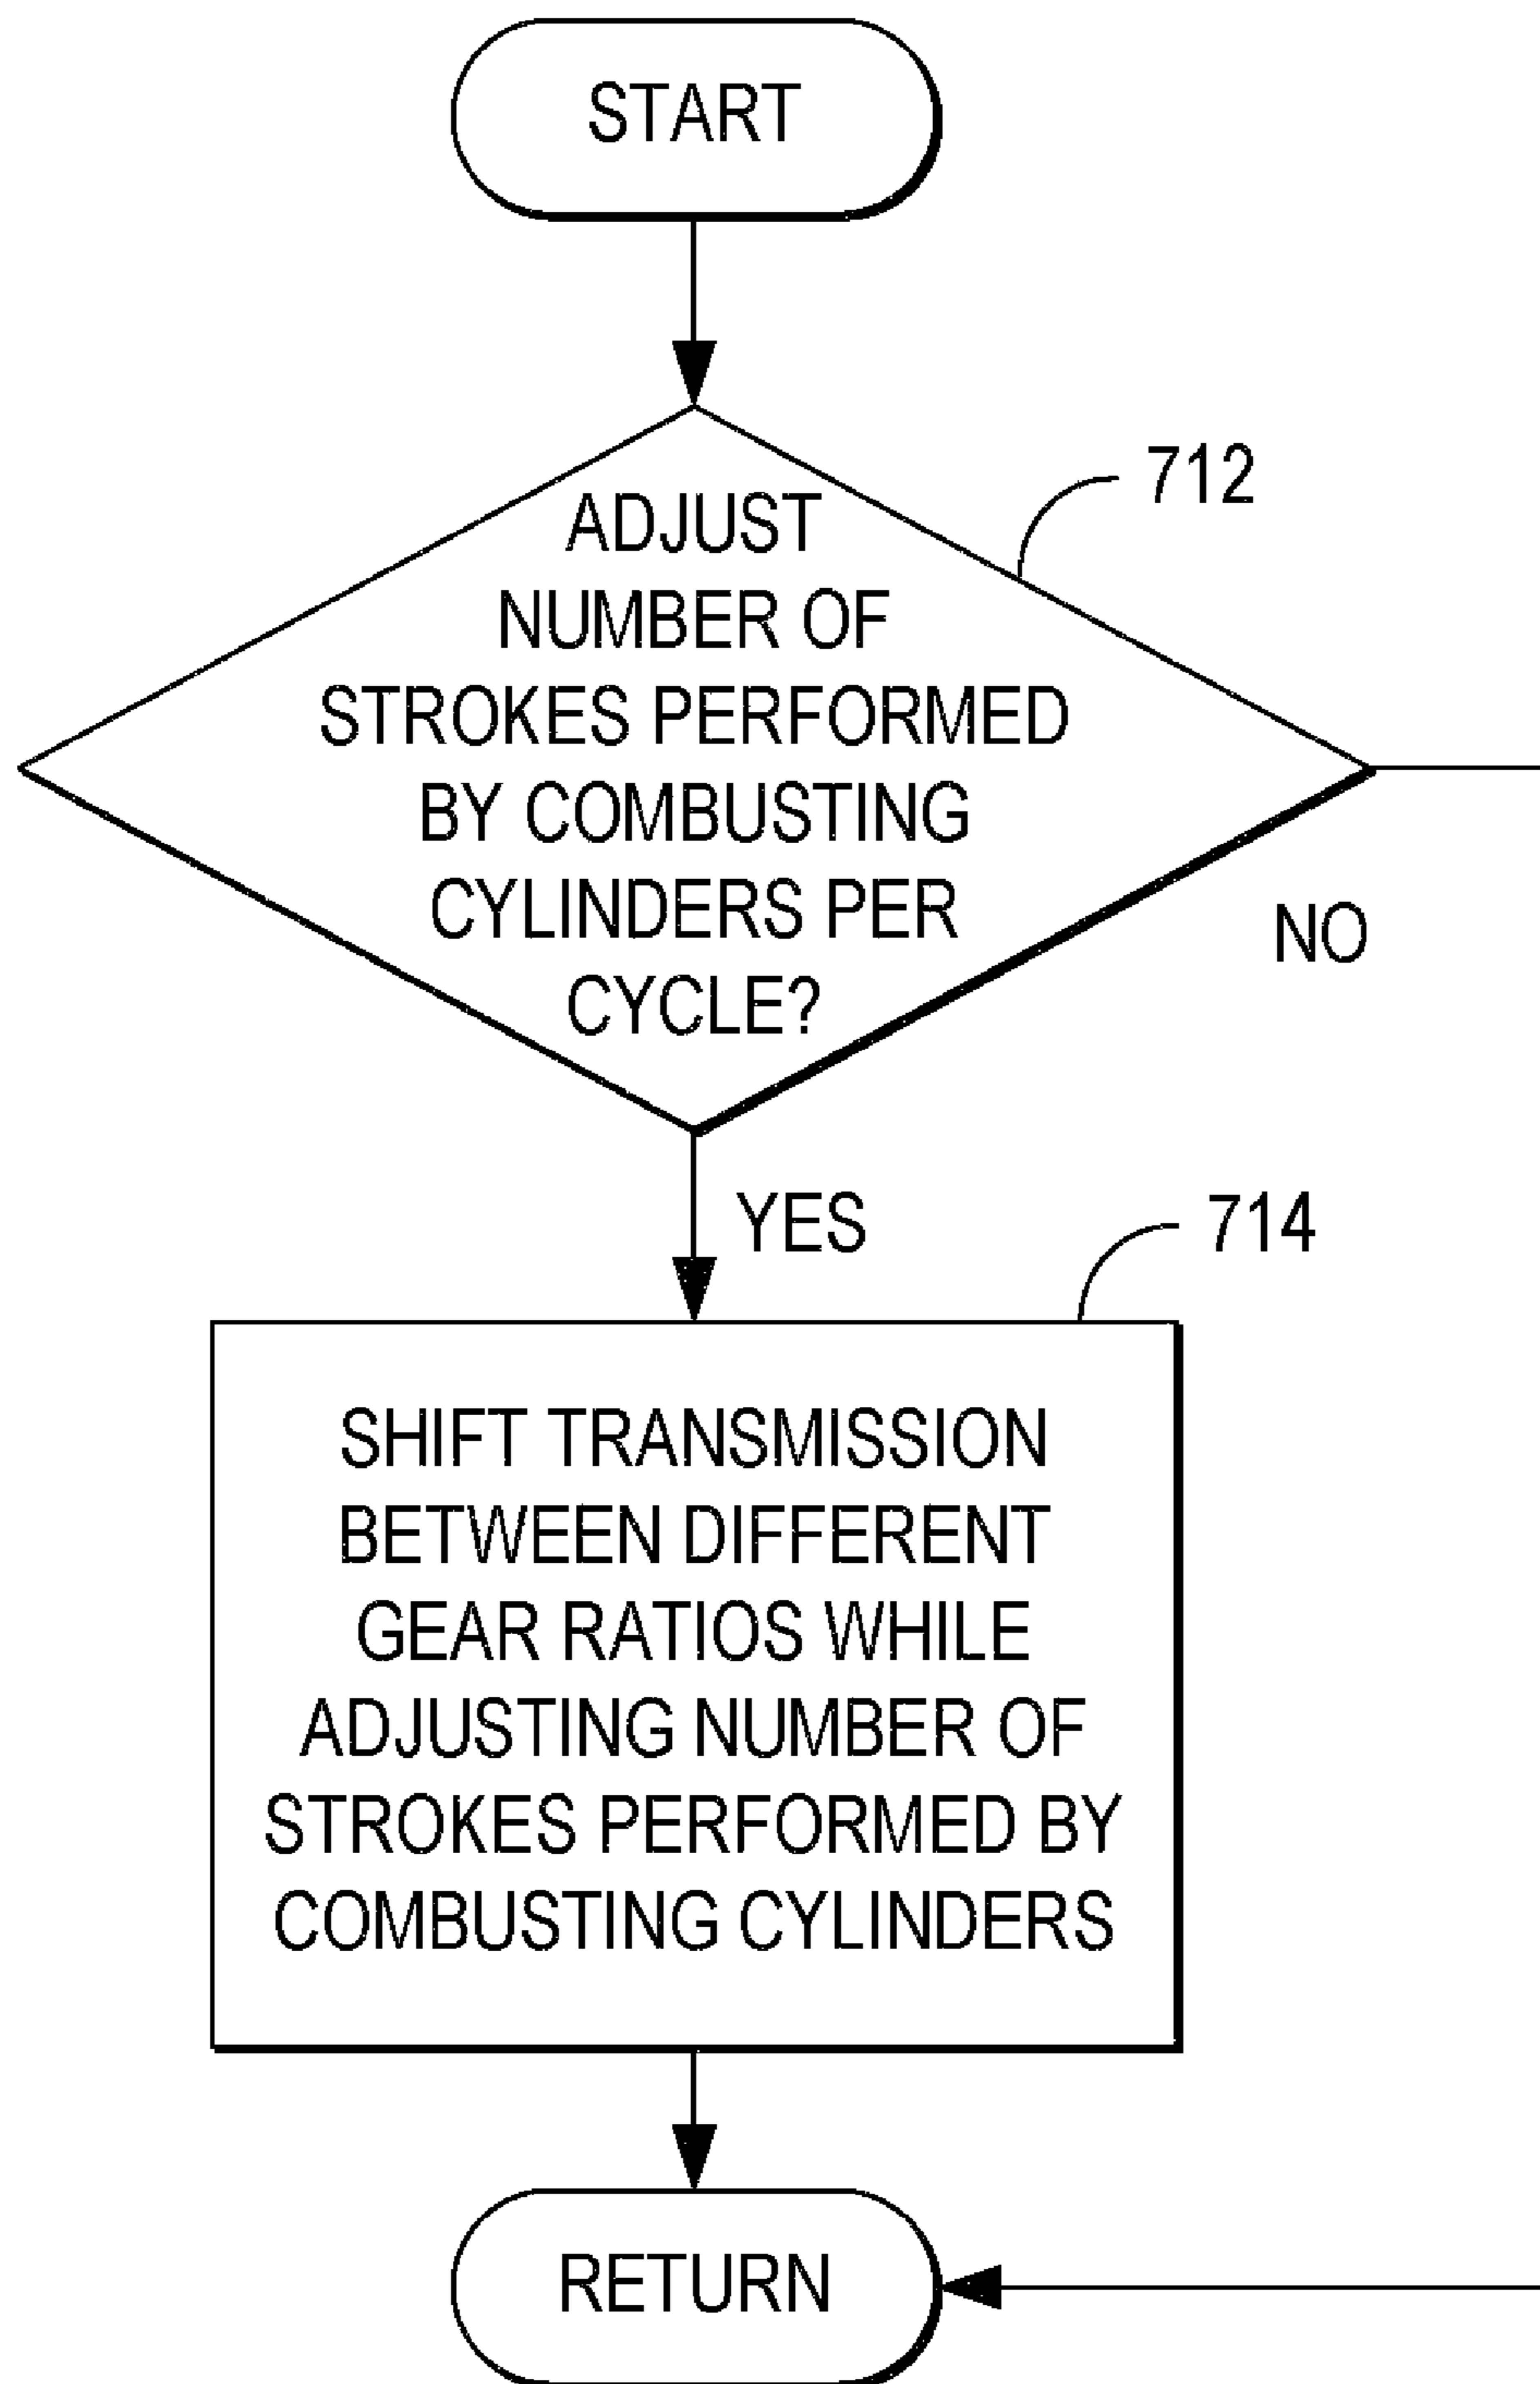 START
712
ADJUST
NUMBER OF
STROKES PERFORMED
BY COMBUSTING
CYLINDERS PER
CYCLE?
NO
YES
714
SHIFT TRANSMISSION
BETWEEN DIFFERENT
GEAR RATIOS WHILE
ADJUSTING NUMBER OF
STROKES PERFORMED BY
COMBUSTING CYLINDERS
RETURN